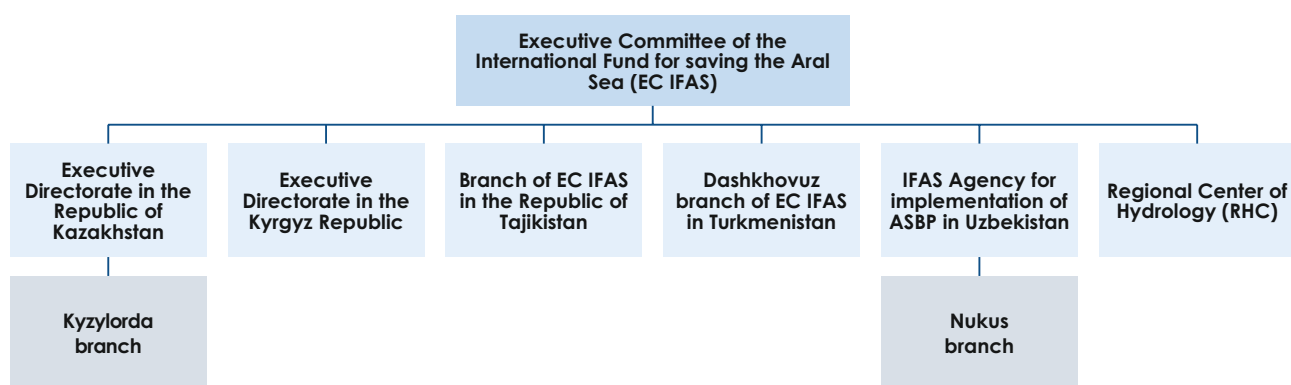 Executive Committee of the
International Fund for saving the Aral
Sea (EC IFAS)
Executive
Directorate in the
Republic of
Kazakhstan
Executive
Directorate in the
Kyrgyz Republic
Branch of EC IFAS
in the Republic of
Tajikistan
Dashkhovuz
branch of EC IFAS
in Turkmenistan
IFAS Agency for
implementation of
ASBP in Uzbekistan
Regional Center of
Hydrology (RHC)
Kyzylorda
branch
Nukus
branch